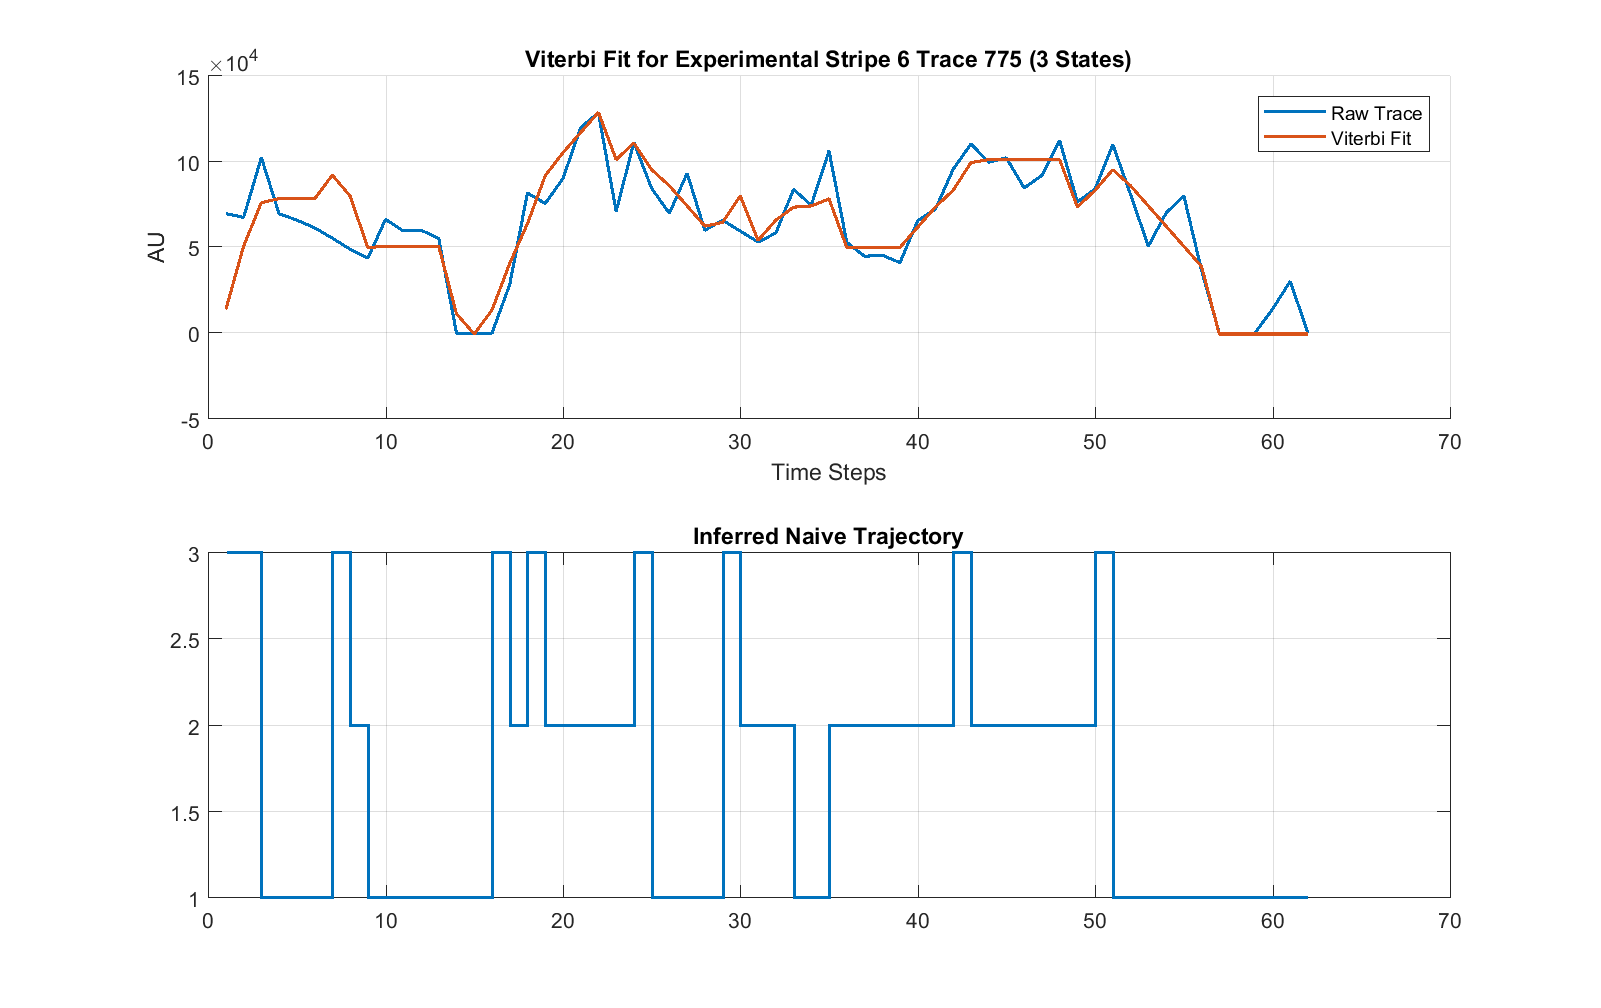 Viterbi Fit for Experimental Stripe 6 Trace 775 (3 States)
×10⁴
15
10
5
0
-5
AU
Raw Trace
Viterbi Fit
0 10 20 30 40 50 60 70
Time Steps
Inferred Naive Trajectory
3
2.5
2
1.5
1
0 10 20 30 40 50 60 70